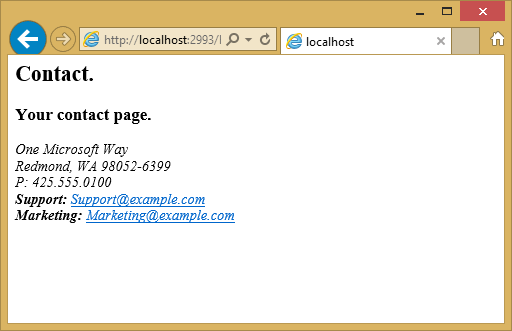 http://localhost:2993/
localhost
Contact.
Your contact page.
One Microsoft Way
Redmond, WA 98052-6399
P: 425.555.0100
Support: Support@example.com
Marketing: Marketing@example.com